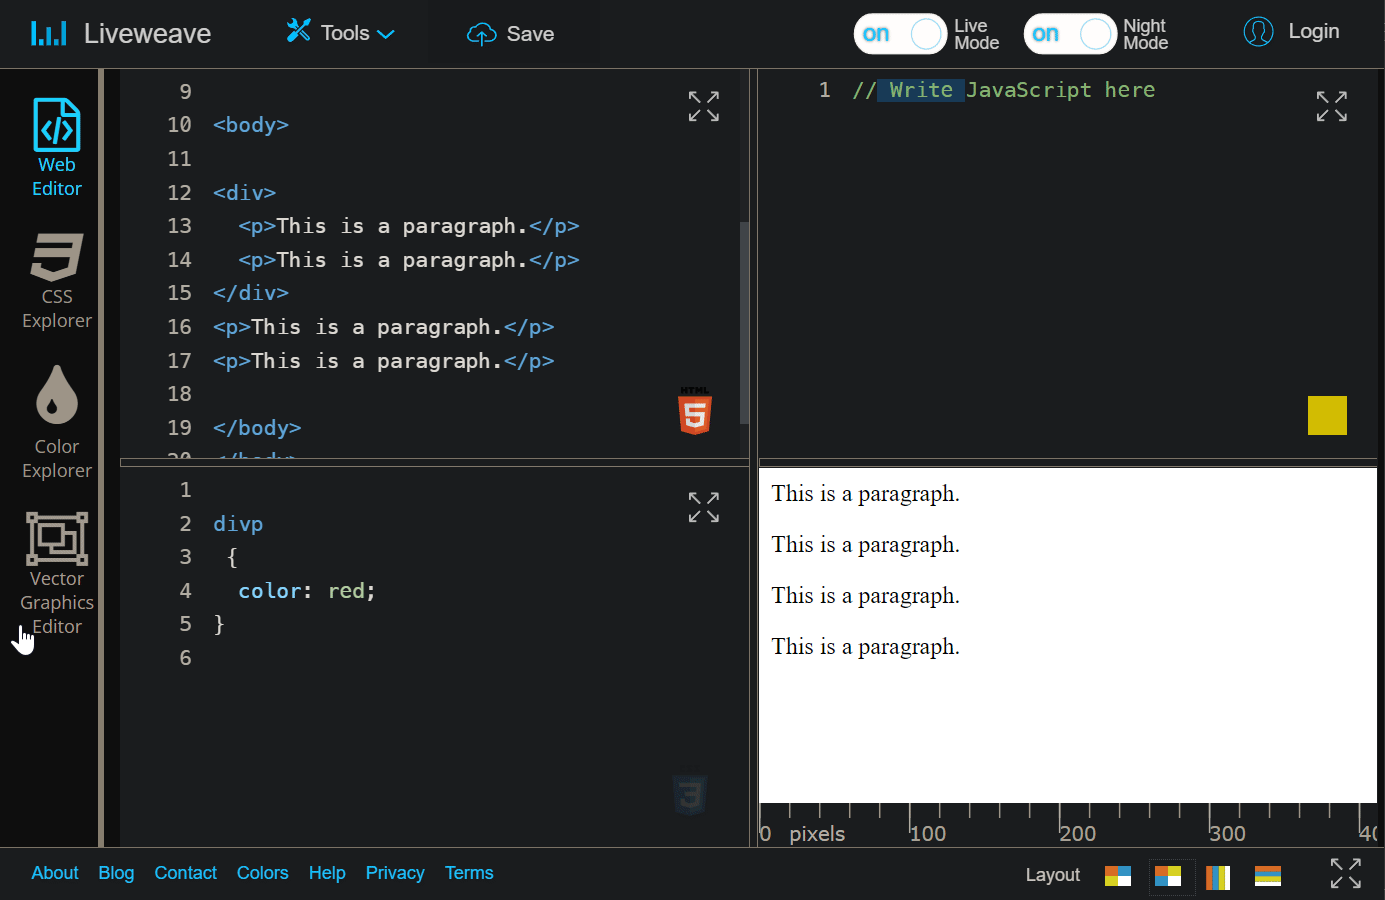 Liveweave
Tools
Save
on
Live Mode
on
Night Mode
Login
Web
Editor
CSS
Explorer
Color
Explorer
Vector
Graphics
Editor
9
10 <body>
11
12 <div>
13 <p>This is a paragraph.</p>
14 <p>This is a paragraph.</p>
15 </div>
16 <p>This is a paragraph.</p>
17 <p>This is a paragraph.</p>
18
19 </body>
20 </body>
HTML
5
1 // Write JavaScript here
1
2 divp
3 {
4 color: red;
5 }
6
3
This is a paragraph.
This is a paragraph.
This is a paragraph.
This is a paragraph.
0 pixels 100 200 300 40
About Blog Contact Colors Help Privacy Terms
Layout